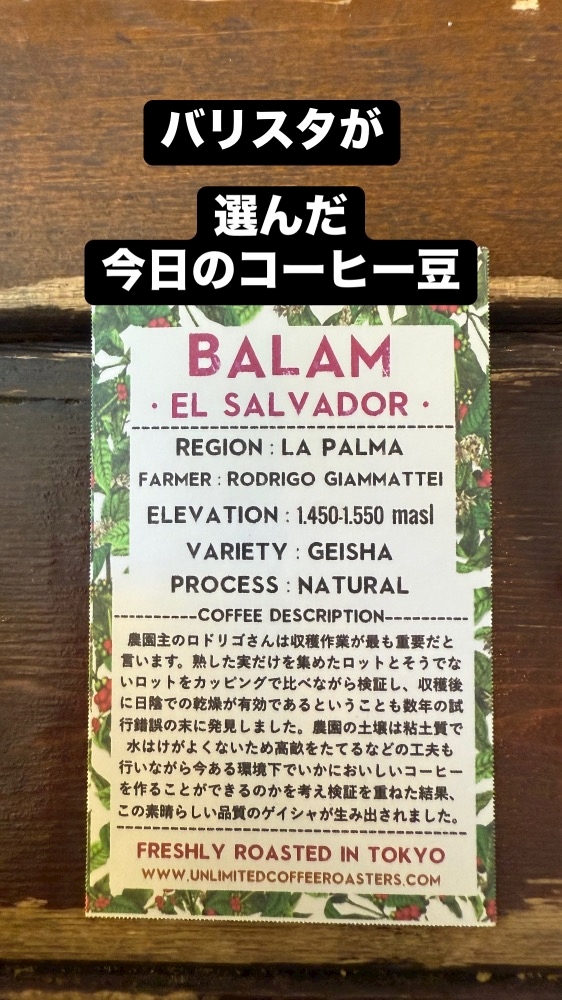 バリスタが
選んだ
今日のコーヒー豆
BALAM
· EL SALVADOR ·
REGION : LA PALMA
FARMER : RODRIGO GIAMMATTEI
ELEVATION : 1.450-1.550 masl
VARIETY : GEISHA
PROCESS : NATURAL
----------COFFEE DESCRIPTION----------
農園主のロドリゴさんは収穫作業が最も重要だと
言います。熟した実だけを集めたロットとそうでな
いロットをカッピングで比べながら検証し、収穫後
に日陰での乾燥が有効であるということも数年の試
行錯誤の末に発見しました。農園の土壌は粘土質で
水はけがよくないため高畝をたてるなどの工夫も
行いながら今ある環境下でいかにおいしいコーヒー
を作ることができるのかを考え検証を重ねた結果、
この素晴らしい品質のゲイシャが生み出されました。
FRESHLY ROASTED IN TOKYO
WWW.UNLIMITEDCOFFEEROASTERS.COM